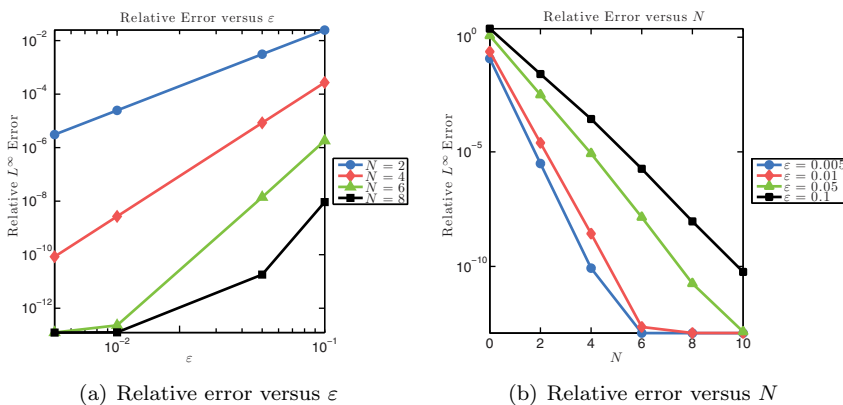 Relative Error versus ε
10⁻²
10⁻⁴
10⁻⁶
10⁻⁸
10⁻¹⁰
10⁻¹²
Relative L∞ Error
10⁻²
10⁻¹
ε
N = 2
N = 4
N = 6
N = 8
(a) Relative error versus ε
Relative Error versus N
10⁰
10⁻⁵
10⁻¹⁰
Relative L∞ Error
0 2 4 6 8 10
N
ε = 0.005
ε = 0.01
ε = 0.05
ε = 0.1
(b) Relative error versus N